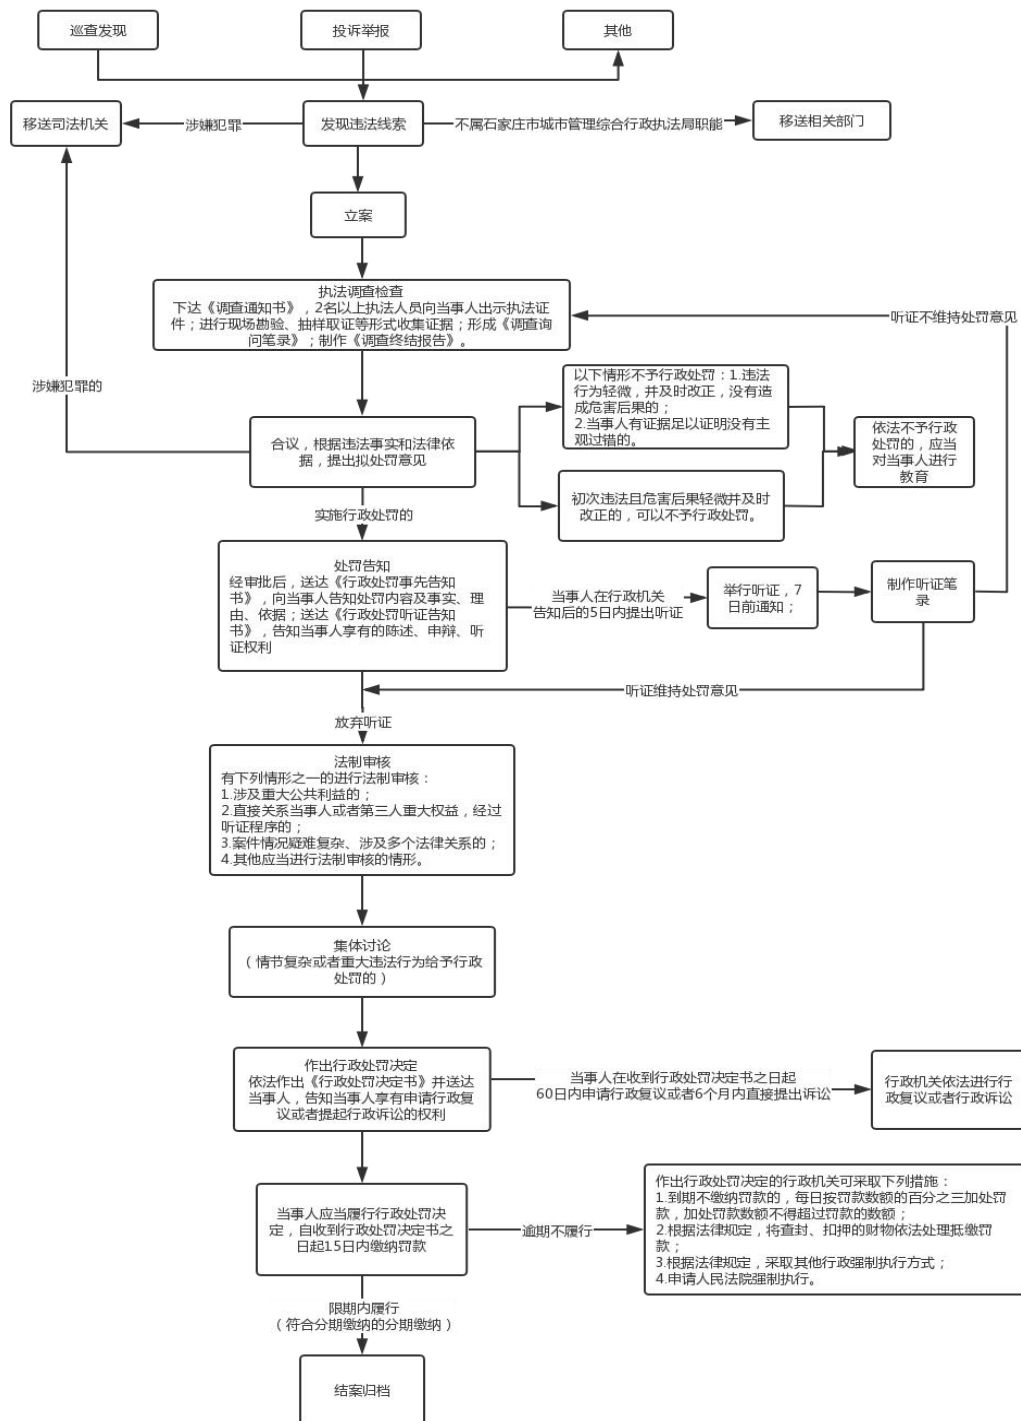 巡查发现
投诉举报
其他
移送司法机关
涉嫌犯罪
发现违法线索
不属石家庄市城市管理综合行政执法局职能
移送相关部门
立案
执法调查检查
下达《调查通知书》，2名以上执法人员向当事人出示执法证
件；进行现场勘验、抽样取证等形式收集证据；形成《调查询
问笔录》；制作《调查终结报告》。
听证不维持处罚意见
涉嫌犯罪的
以下情形不予行政处罚：1.违法
行为轻微，并及时改正，没有造
成危害后果的；
2.当事人有证据足以证明没有主
观过错的。
合议，根据违法事实和法律依
据，提出拟处罚意见
依法不予行政
处罚的，应当
对当事人进行
教育
初次违法且危害后果轻微并及时
改正的，可以不予行政处罚。
实施行政处罚的
处罚告知
经审批后，送达《行政处罚事先告知
书》，向当事人告知处罚内容及事实、理
由、依据；送达《行政处罚听证告知
书》，告知当事人享有的陈述、申辩、听
证权利
当事人在行政机关
告知后的5日内提出听证
举行听证，7
日前通知；
制作听证笔
录
听证维持处罚意见
放弃听证
法制审核
有下列情形之一的进行法制审核：
1.涉及重大公共利益的；
2.直接关系当事人或者第三人重大权益，经过
听证程序的；
3.案件情况疑难复杂、涉及多个法律关系的；
4.其他应当进行法制审核的情形。
集体讨论
（情节复杂或者重大违法行为给予行政
处罚的）
作出行政处罚决定
依法作出《行政处罚决定书》并送达
当事人，告知当事人享有申请行政复
议或者提起行政诉讼的权利
当事人在收到行政处罚决定书之日起
60日内申请行政复议或者6个月内直接提出诉讼
行政机关依法进行行
政复议或者行政诉讼
当事人应当履行行政处罚决
定，自收到行政处罚决定书之
日起15日内缴纳罚款
逾期不履行
作出行政处罚决定的行政机关可采取下列措施：
1.到期不缴纳罚款的，每日按罚款数额的百分之三加处罚
款，加处罚款数额不得超过罚款的数额；
2.根据法律规定，将查封、扣押的财物依法处理抵缴罚
款；
3.根据法律规定，采取其他行政强制执行方式；
4.申请人民法院强制执行。
限期内履行
（符合分期缴纳的分期缴纳）
结案归档